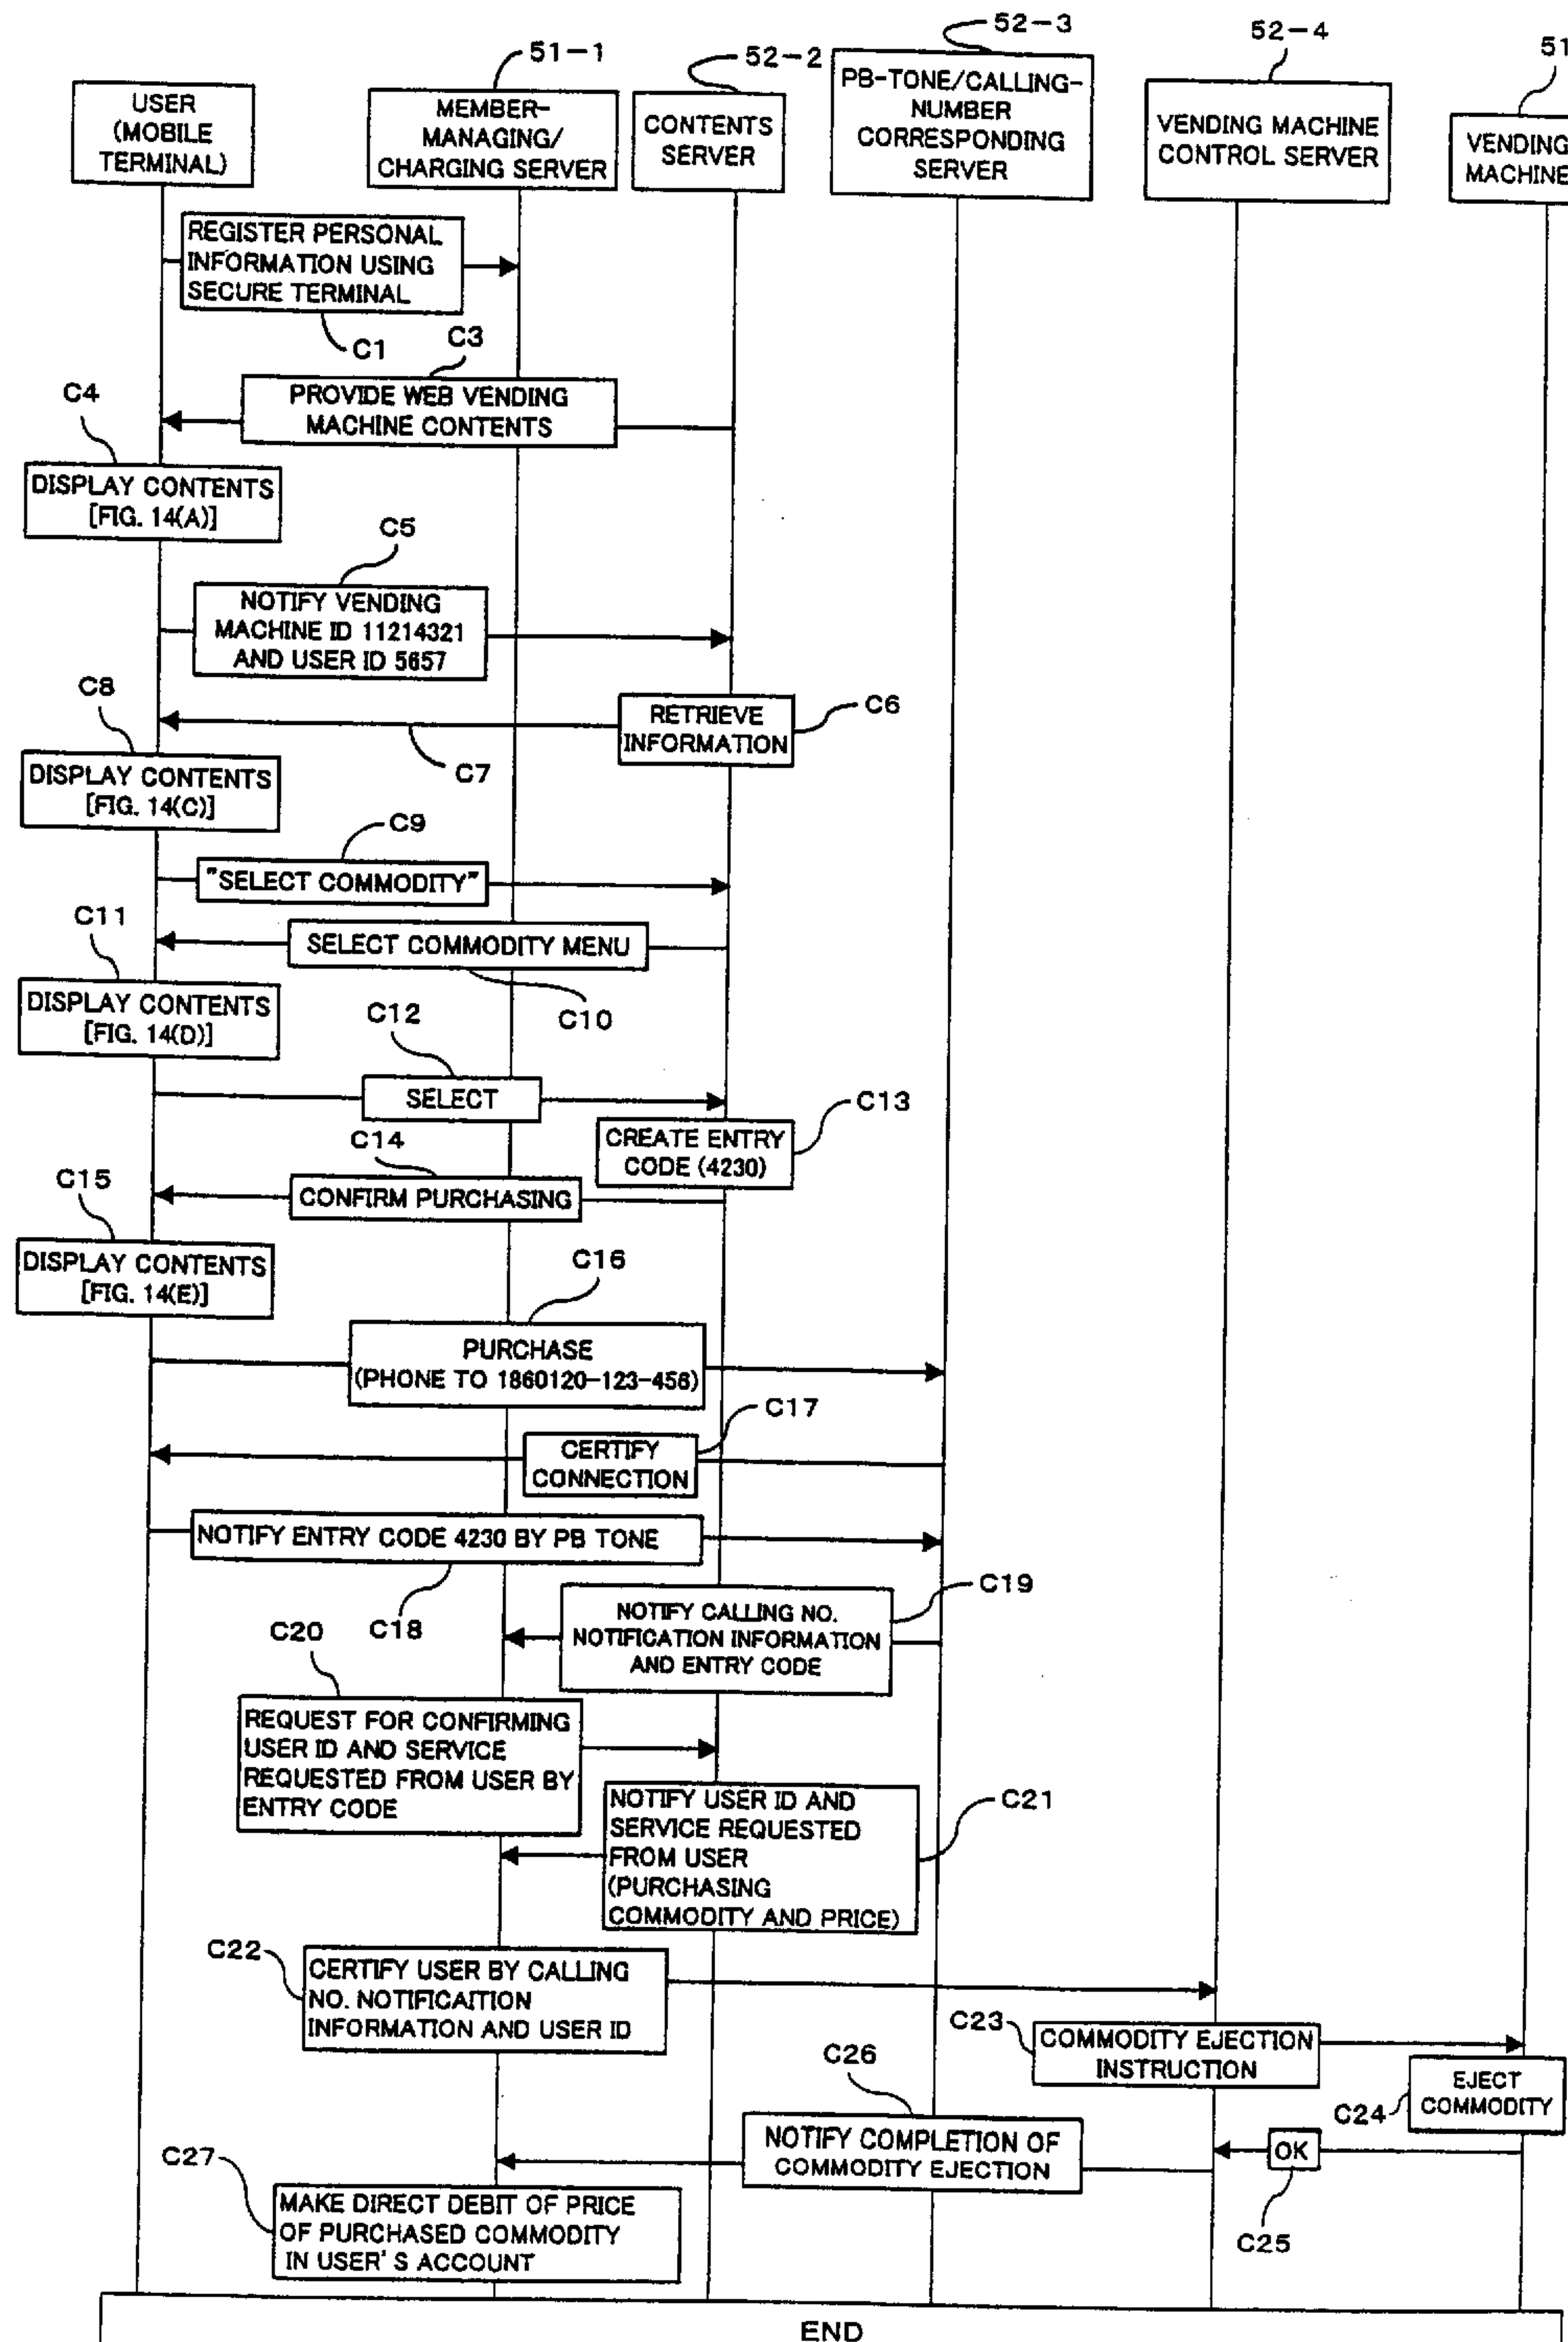 51-1
52-2
52-3
52-4
51
USER
(MOBILE
TERMINAL)
MEMBER-
MANAGING/
CHARGING SERVER
CONTENTS
SERVER
PB-TONE/CALLING-
NUMBER
CORRESPONDING
SERVER
VENDING MACHINE
CONTROL SERVER
VENDING
MACHINE
REGISTER PERSONAL
INFORMATION USING
SECURE TERMINAL
C1
C3
PROVIDE WEB VENDING
MACHINE CONTENTS
C4
DISPLAY CONTENTS
[FIG. 14(A)]
C5
NOTIFY VENDING
MACHINE ID 11214321
AND USER ID 5657
C6
RETRIEVE
INFORMATION
C7
C8
DISPLAY CONTENTS
[FIG. 14(C)]
C9
"SELECT COMMODITY"
C10
SELECT COMMODITY MENU
C11
DISPLAY CONTENTS
[FIG. 14(D)]
C12
SELECT
C13
CREATE ENTRY
CODE (4230)
C14
CONFIRM PURCHASING
C15
DISPLAY CONTENTS
[FIG. 14(E)]
C16
PURCHASE
(PHONE TO 1860120-123-456)
C17
CERTIFY
CONNECTION
NOTIFY ENTRY CODE 4230 BY PB TONE
C18
C19
NOTIFY CALLING NO.
NOTIFICATION INFORMATION
AND ENTRY CODE
C20
REQUEST FOR CONFIRMING
USER ID AND SERVICE
REQUESTED FROM USER BY
ENTRY CODE
C21
NOTIFY USER ID AND
SERVICE REQUESTED
FROM USER
(PURCHASING
COMMODITY AND PRICE)
C22
CERTIFY USER BY CALLING
NO. NOTIFICAITION
INFORMATION AND USER ID
C23
COMMODITY EJECTION
INSTRUCTION
C24
EJECT
COMMODITY
OK
C25
C26
NOTIFY COMPLETION OF
COMMODITY EJECTION
C27
MAKE DIRECT DEBIT OF PRICE
OF PURCHASED COMMODITY
IN USER'S ACCOUNT
END